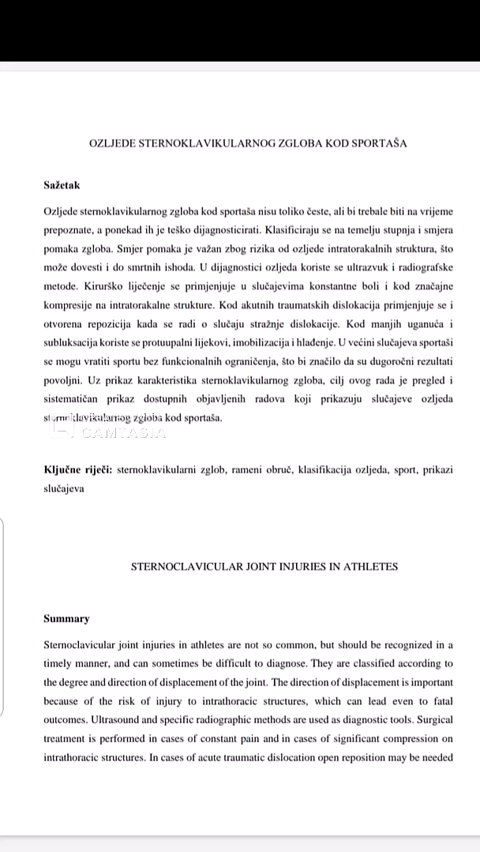 OZLJEDE STERNOKLAVIKULARNOG ZGLOBA KOD SPORTAŠA
Sažetak
Ozljede sternoklavikularnog zgloba kod sportaša nisu toliko česte, ali bi trebale biti na vrijeme
prepoznate, a ponekad ih je teško dijagnosticirati. Klasificiraju se na temelju stupnja i smjera
pomaka zgloba. Smjer pomaka je važan zbog rizika od ozljede intratorakalnih struktura, što
može dovesti i do smrtnih ishoda. U dijagnostici ozljeda koriste se ultrazvuk i radiografske
metode. Kirurško liječenje se primjenjuje u slučajevima konstantne boli i kod značajne
kompresije na intratorakalne strukture. Kod akutnih traumatskih dislokacija primjenjuje se i
otvorena repozicija kada se radi o slučaju stražnje dislokacije. Kod manjih uganuća i
subluksacija koriste se protuupalni lijekovi, imobilizacija i hlađenje. U većini slučajeva sportaši
se mogu vratiti sportu bez funkcionalnih ograničenja, što bi značilo da su dugoročni rezultati
povoljni. Uz prikaz karakteristika sternoklavikularnog zgloba, cilj ovog rada je pregled i
sistematičan prikaz dostupnih objavljenih radova koji prikazuju slučajeve ozljeda
sternoklavikularnog zgloba kod sportaša.
CAMTASIA
Ključne riječi: sternoklavikularni zglob, rameni obruč, klasifikacija ozljeda, sport, prikazi
slučajeva
STERNOCLAVICULAR JOINT INJURIES IN ATHLETES
Summary
Sternoclavicular joint injuries in athletes are not so common, but should be recognized in a
timely manner, and can sometimes be difficult to diagnose. They are classified according to
the degree and direction of displacement of the joint. The direction of displacement is important
because of the risk of injury to intrathoracic structures, which can lead even to fatal
outcomes. Ultrasound and specific radiographic methods are used as diagnostic tools. Surgical
treatment is performed in cases of constant pain and in cases of significant compression on
intrathoracic structures. In cases of acute traumatic dislocation open reposition may be needed